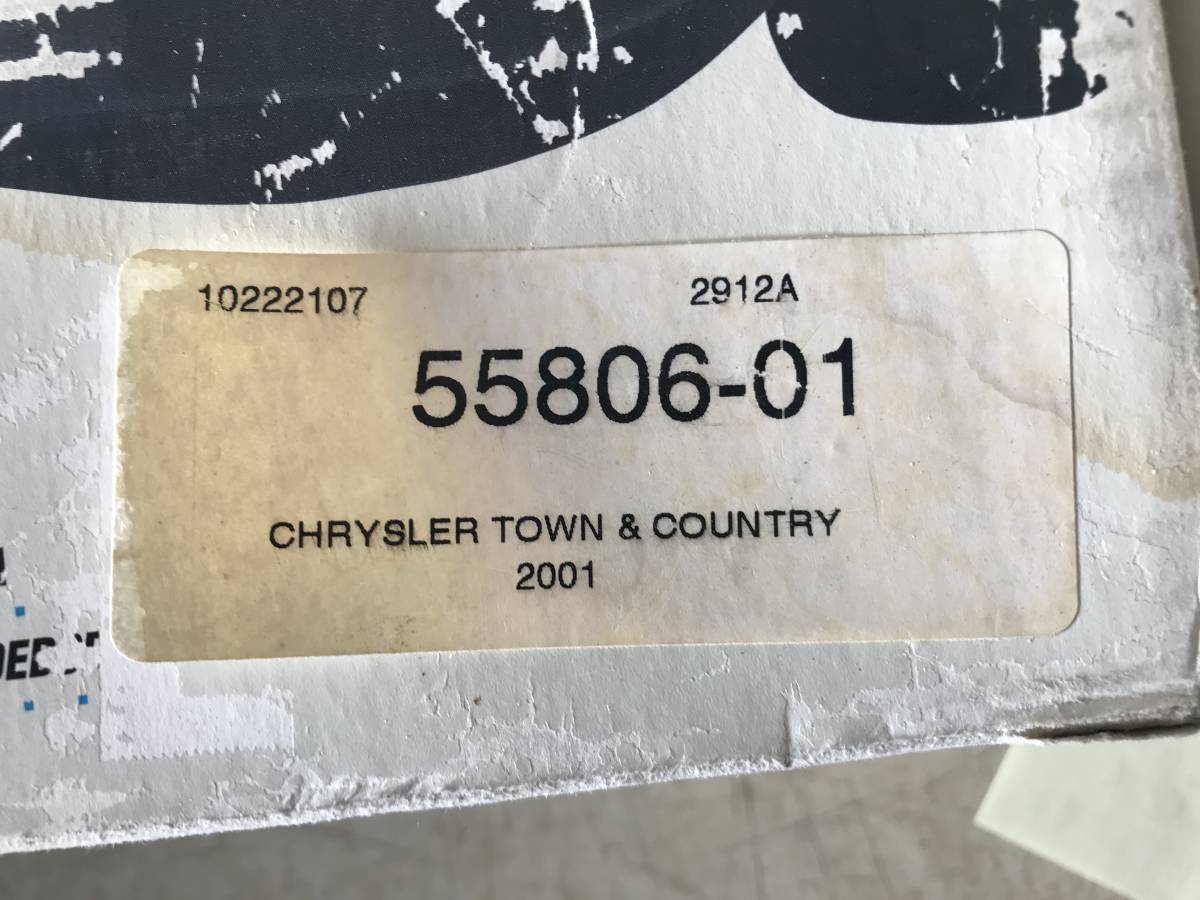 10222107 2912A
55806-01
CHRYSLER TOWN & COUNTRY
2001